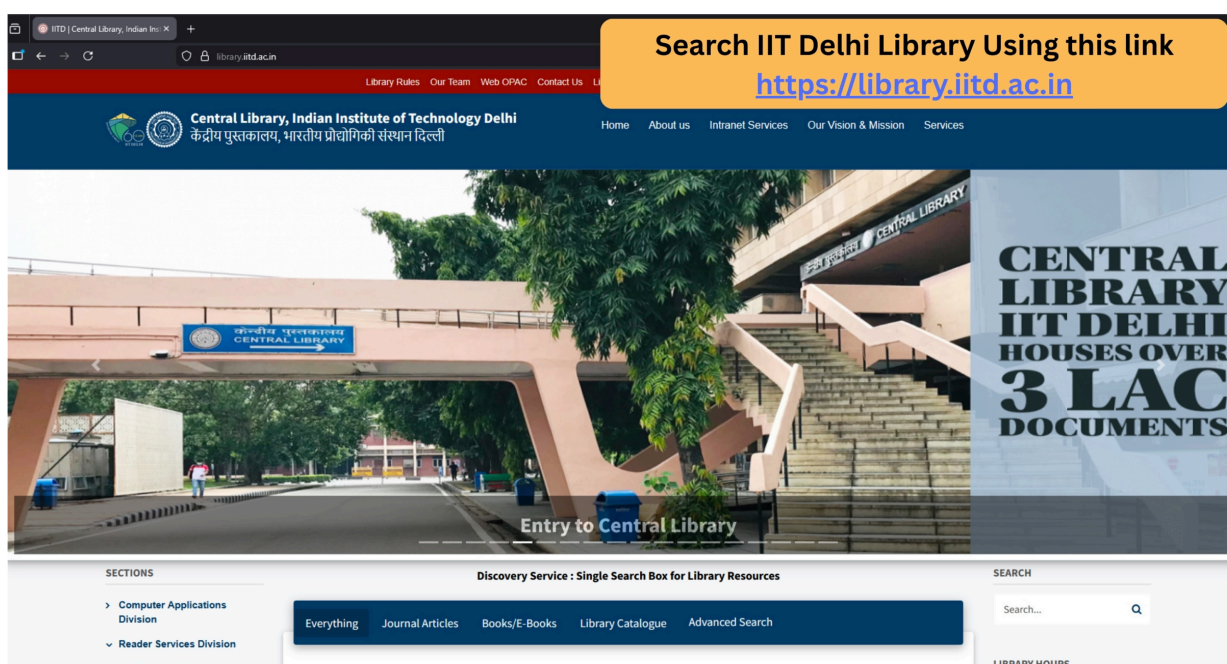 IITD | Central Library, Indian Ins
library.iitd.ac.in
Search IIT Delhi Library Using this link
https://library.iitd.ac.in
Library Rules Our Team Web OPAC Contact Us
Central Library, Indian Institute of Technology Delhi
केंद्रीय पुस्तकालय, भारतीय प्रौद्योगिकी संस्थान दिल्ली
Home About us Intranet Services Our Vision & Mission Services
CENTRAL LIBRARY
केन्द्रीय पुस्तकालय
CENTRAL LIBRARY
CENTRAL
LIBRARY
IIT DELHI
HOUSES OVER
3 LAC
DOCUMENTS
Entry to Central Library
SECTIONS
Computer Applications
Division
Reader Services Division
Discovery Service : Single Search Box for Library Resources
Everything Journal Articles Books/E-Books Library Catalogue Advanced Search
SEARCH
Search...
LIBRARY HOURS